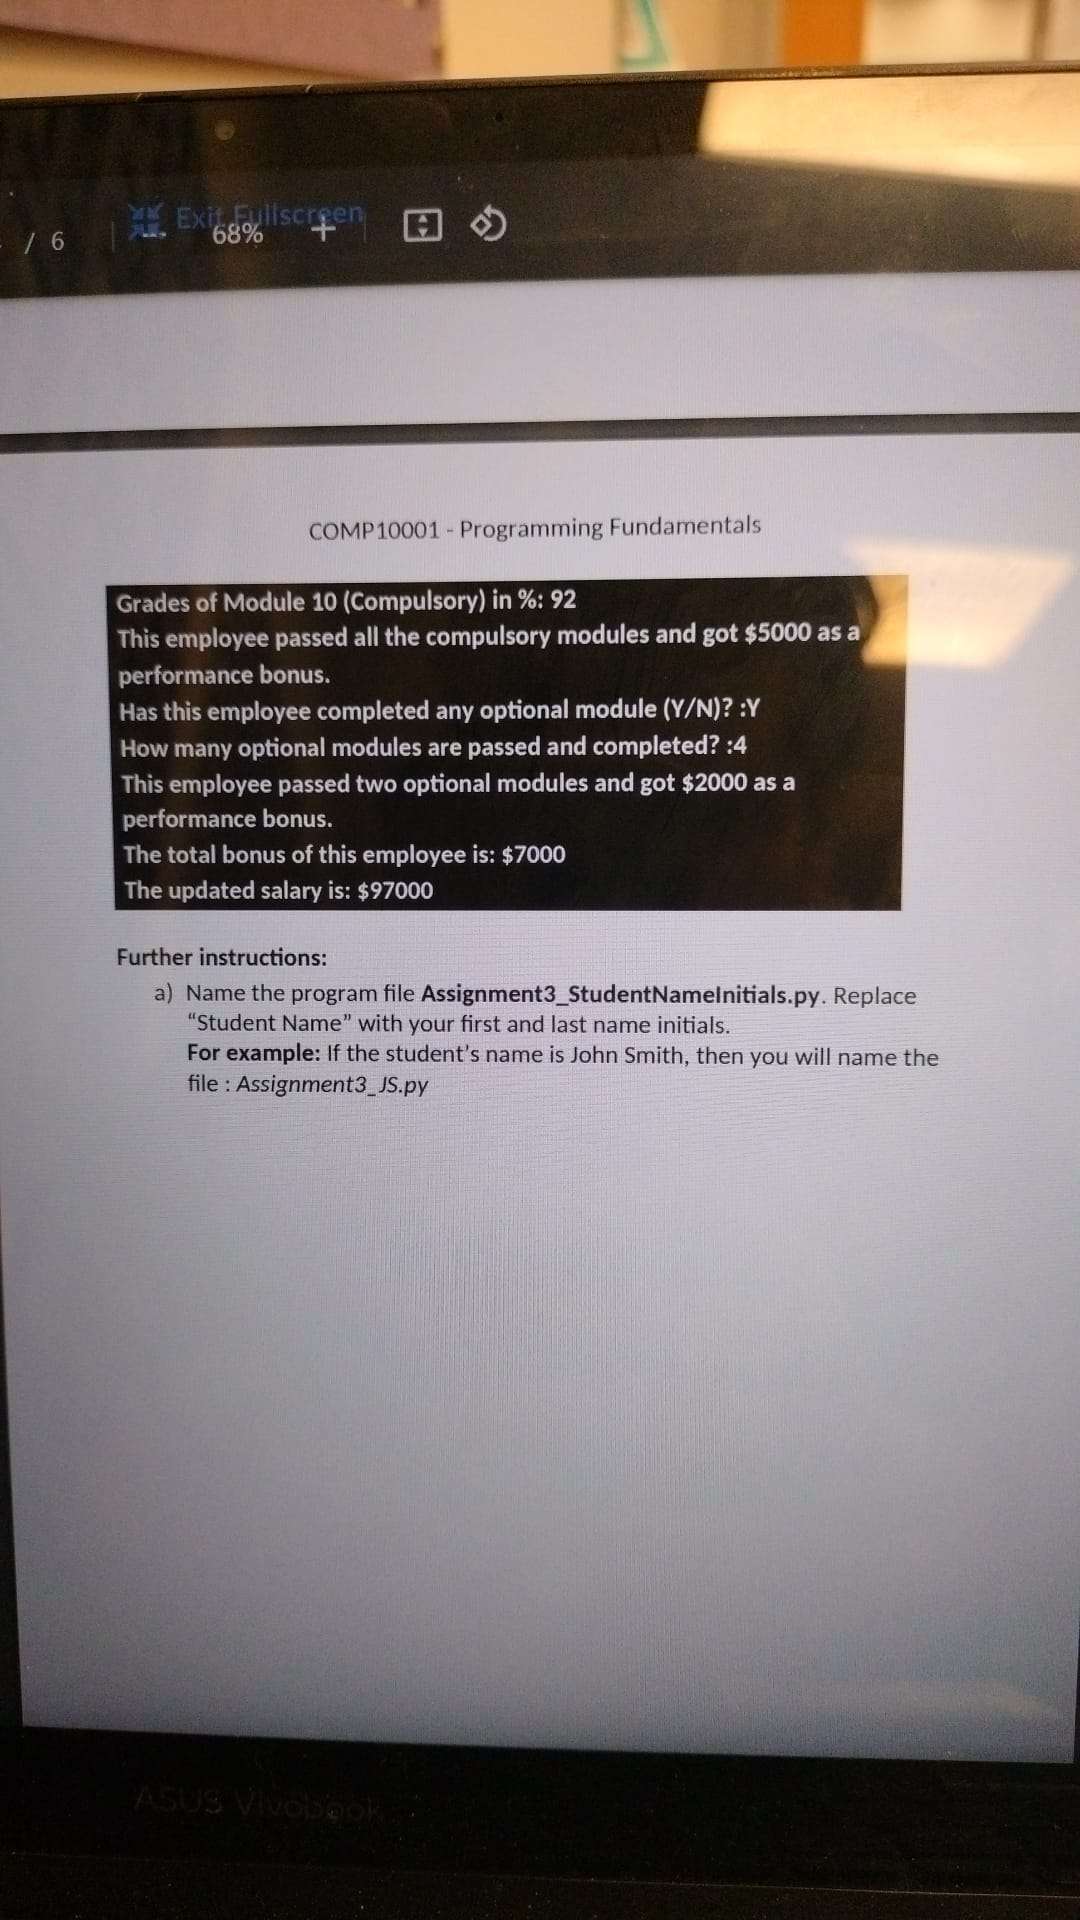 / 6
Exit Fullscreen
68% +
COMP10001 - Programming Fundamentals
Grades of Module 10 (Compulsory) in %: 92
This employee passed all the compulsory modules and got $5000 as a
performance bonus.
Has this employee completed any optional module (Y/N)? :Y
How many optional modules are passed and completed? :4
This employee passed two optional modules and got $2000 as a
performance bonus.
The total bonus of this employee is: $7000
The updated salary is: $97000
Further instructions:
a) Name the program file Assignment3_StudentNameInitials.py. Replace
“Student Name” with your first and last name initials.
For example: If the student's name is John Smith, then you will name the
file : Assignment3_JS.py
ASUS Vivobook